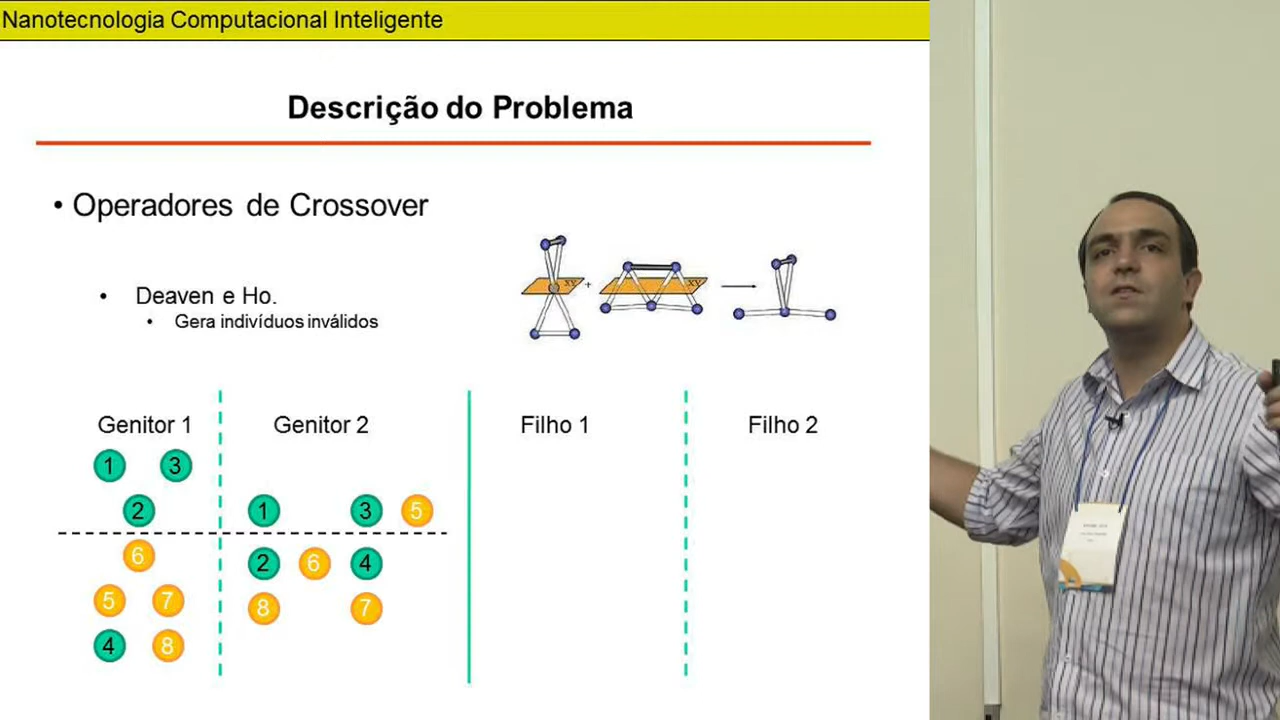 Nanotecnologia Computacional Inteligente
Descrição do Problema
• Operadores de Crossover
• Deaven e Ho.
• Gera indivíduos inválidos
XY + XY
Genitor 1 Genitor 2 Filho 1 Filho 2
1 3
2 1 3 5
6 2 6 4
5 7 8 7
4 8